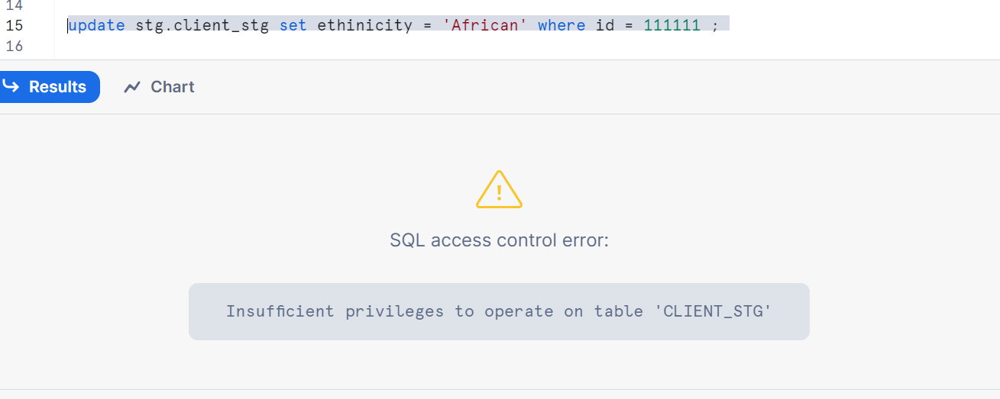 14
15 update stg.client_stg set ethinicity = 'African' where id = 111111 ;
16
Results Chart
SQL access control error:
Insufficient privileges to operate on table 'CLIENT_STG'